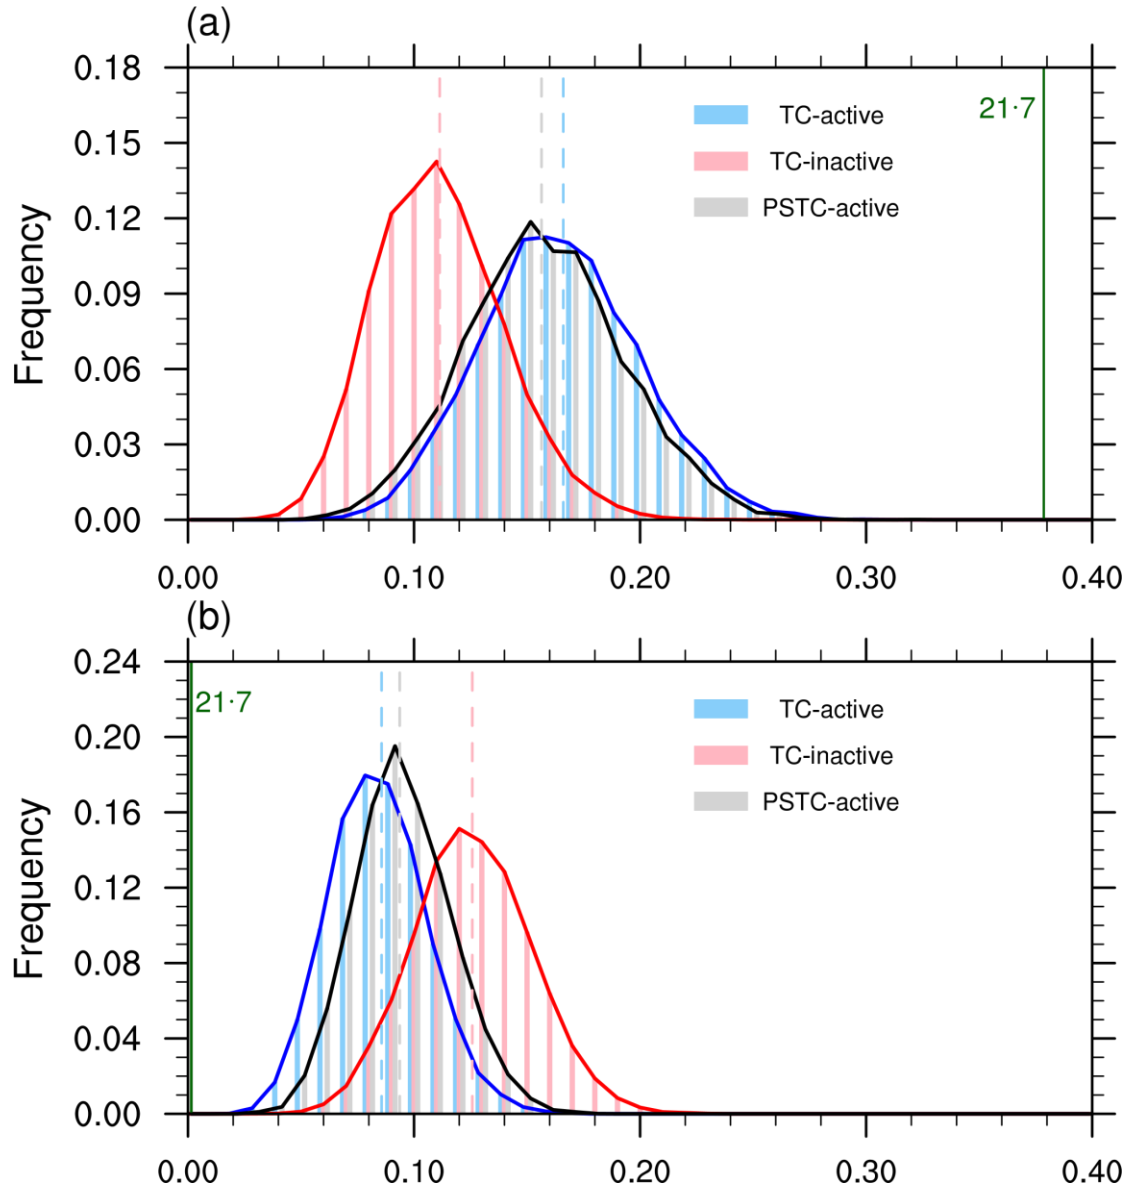 (a)
0.18
0.15
0.12
0.09
0.06
0.03
0.00
Frequency
TC-active
TC-inactive
PSTC-active
21·7
0.00 0.10 0.20 0.30 0.40
(b)
0.24
0.20
0.16
0.12
0.08
0.04
0.00
Frequency
21·7
TC-active
TC-inactive
PSTC-active
0.00 0.10 0.20 0.30 0.40